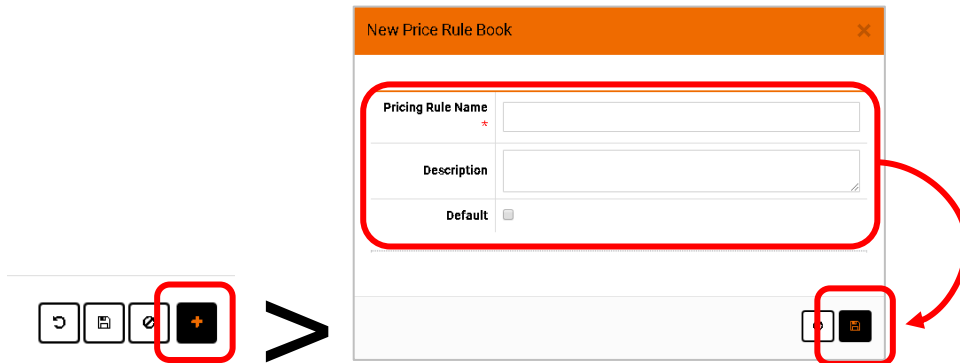 New Price Rule Book
Pricing Rule Name
*
Description
Default
>